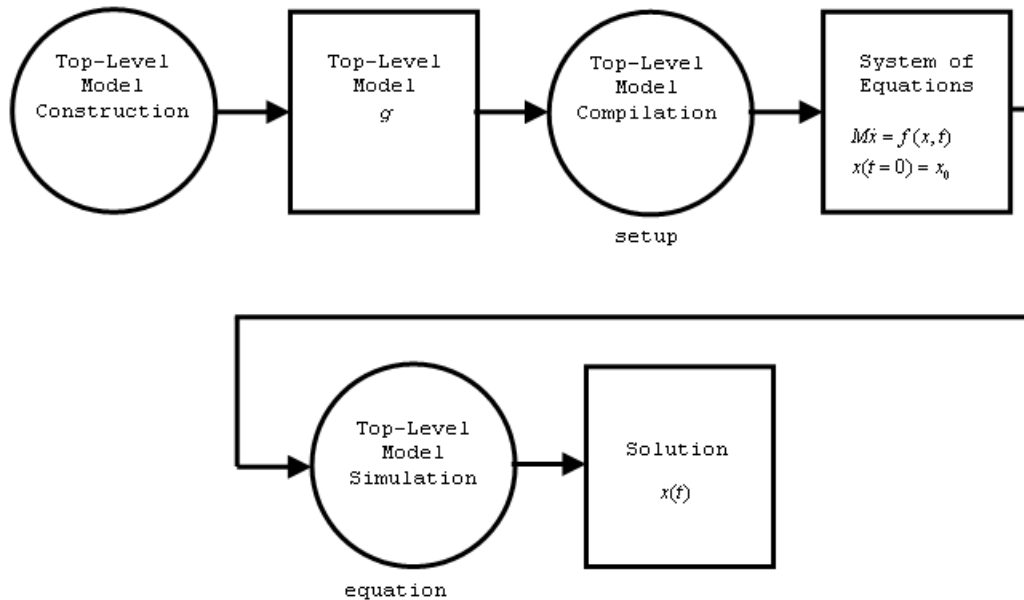 Top-Level
Model
Construction
Top-Level
Model
g
Top-Level
Model
Compilation
setup
System of
Equations
Mẋ = f(x,t)
x(t = 0) = x₀
Top-Level
Model
Simulation
equation
Solution
x(t)